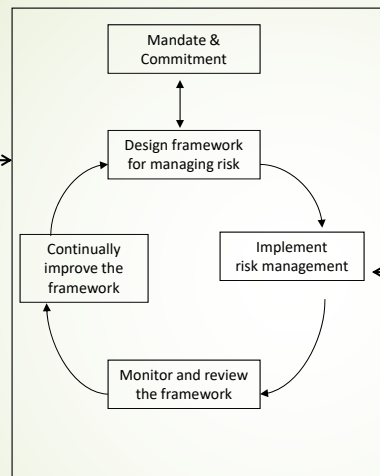 Mandate &
Commitment
Design framework
for managing risk
Implement
risk management
Continually
improve the
framework
Monitor and review
the framework